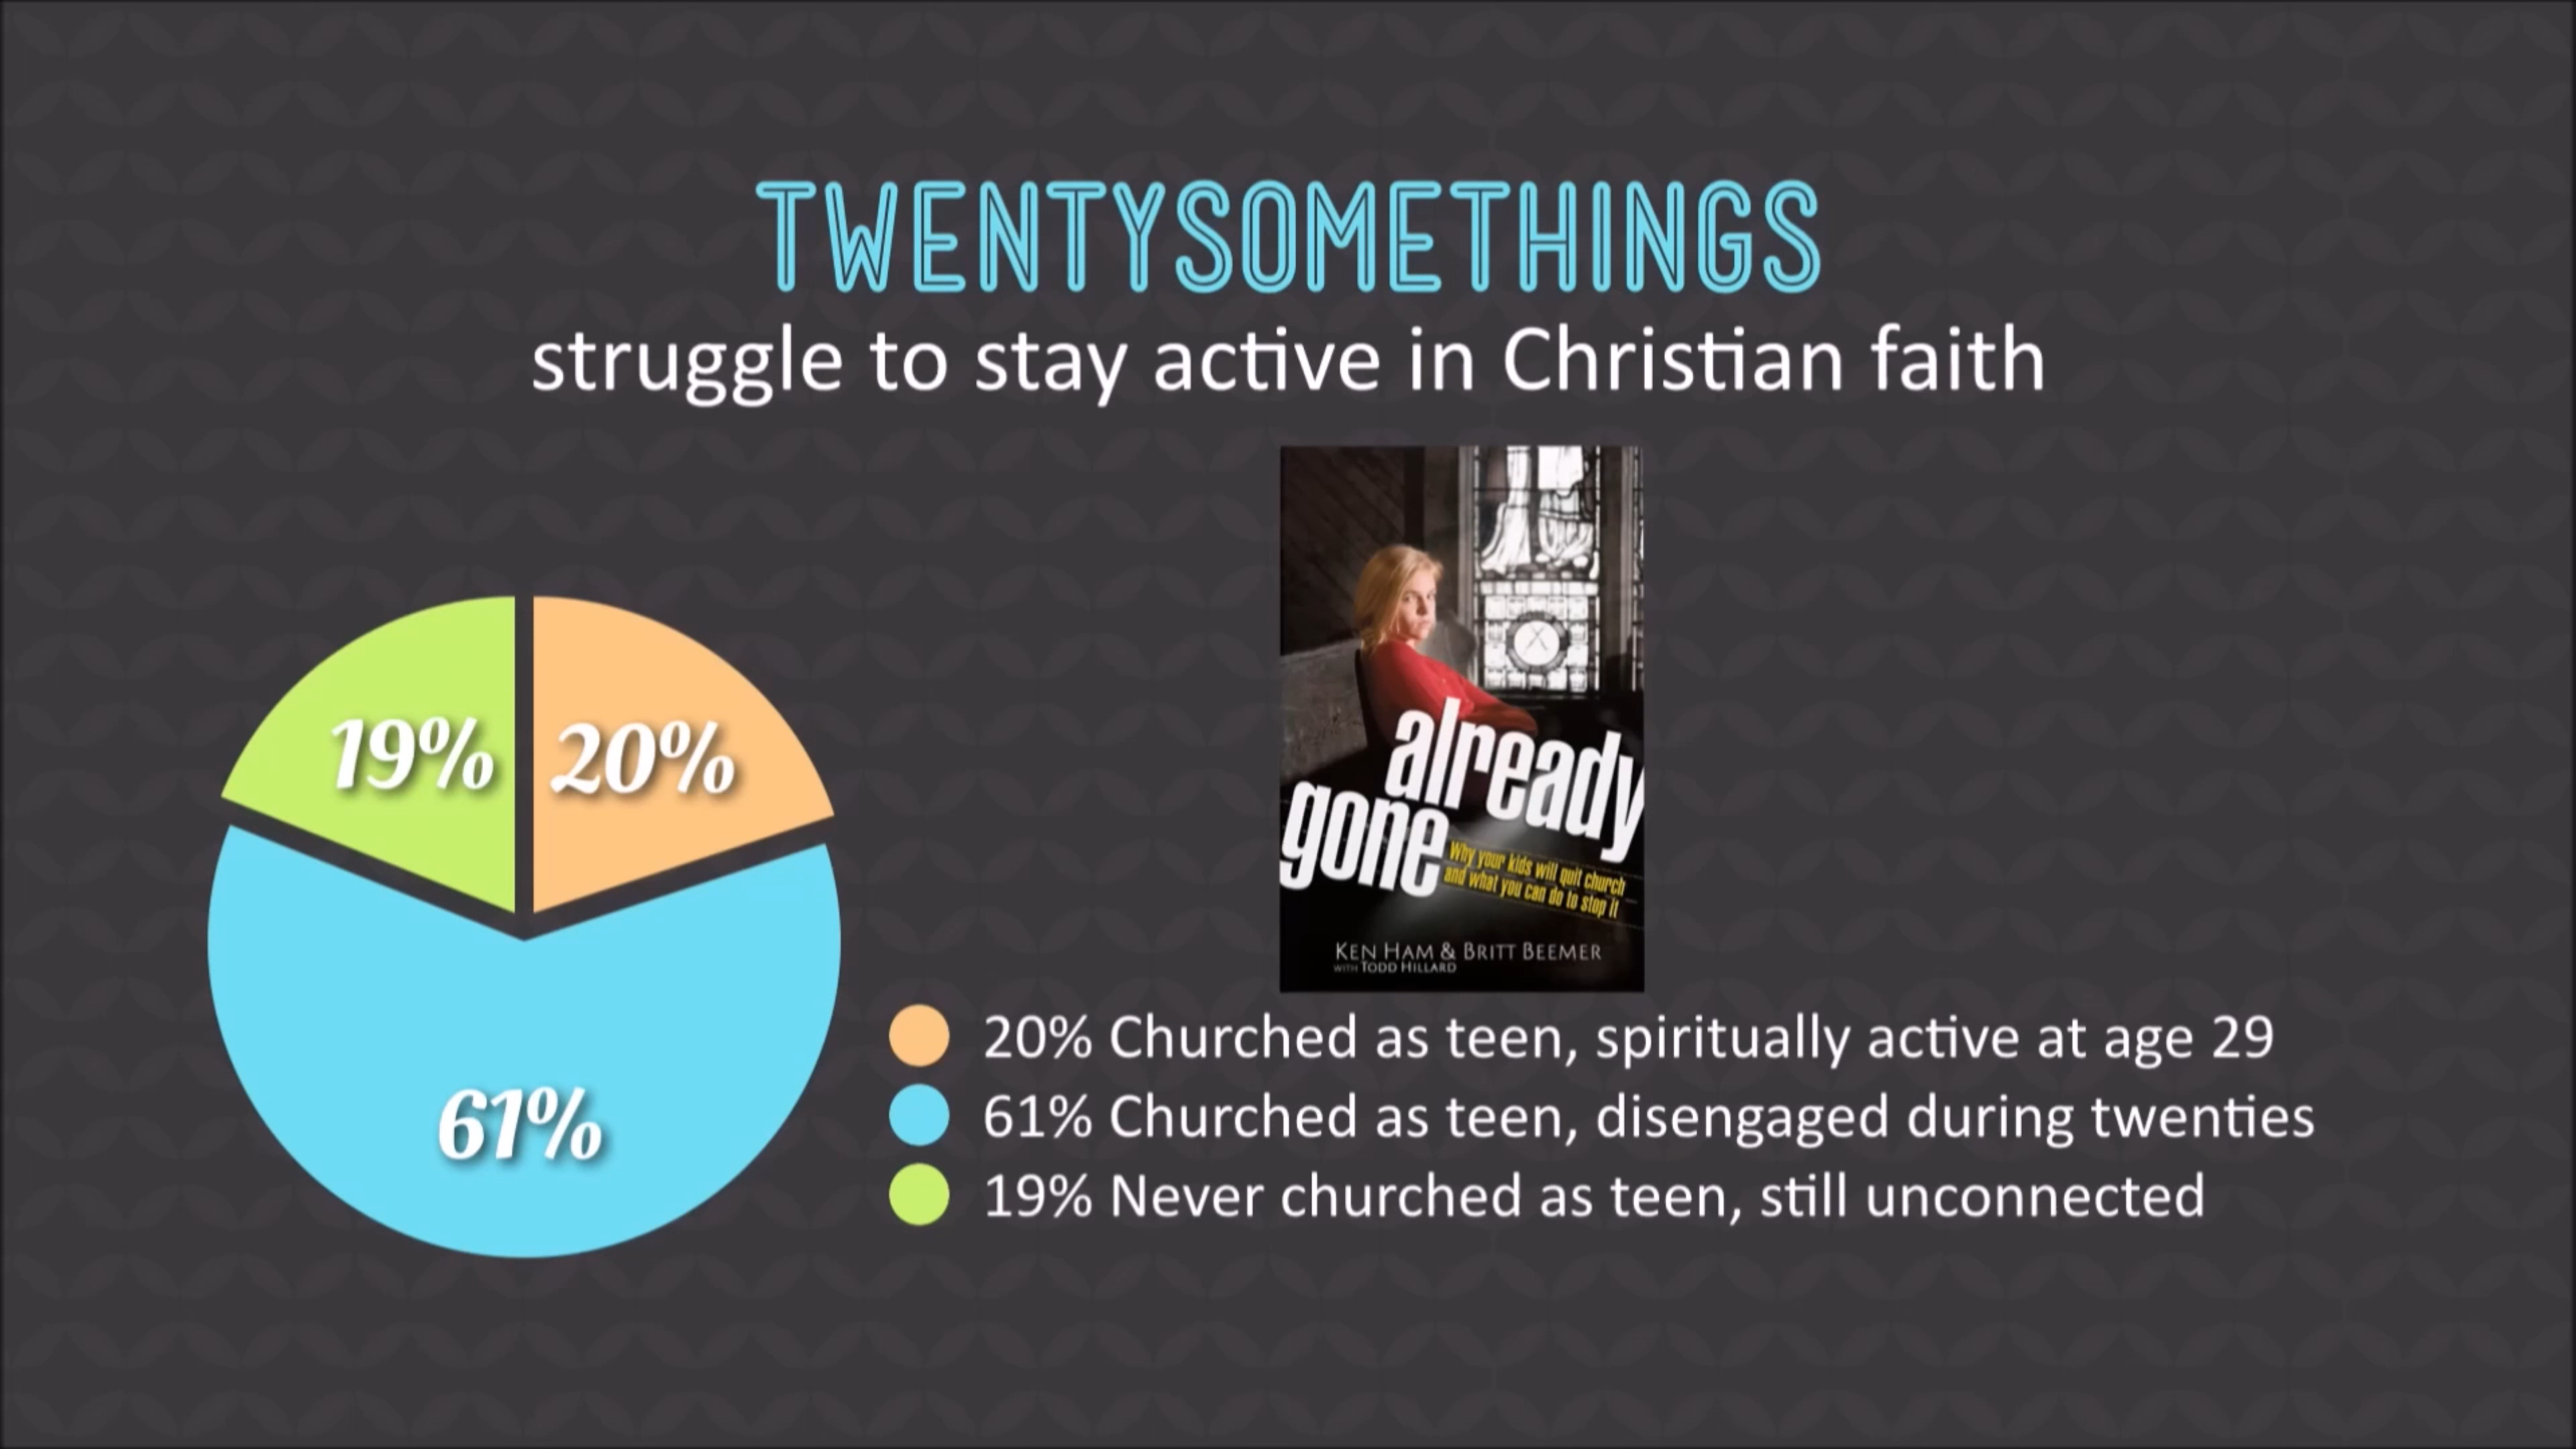 TWENTYSOMETHINGS
struggle to stay active in Christian faith
19%
20%
61%
already
gone
Why your kids will quit church
and what you can do to stop it
KEN HAM & BRITT BEEMER
WITH TODD HILLARD
20% Churched as teen, spiritually active at age 29
61% Churched as teen, disengaged during twenties
19% Never churched as teen, still unconnected